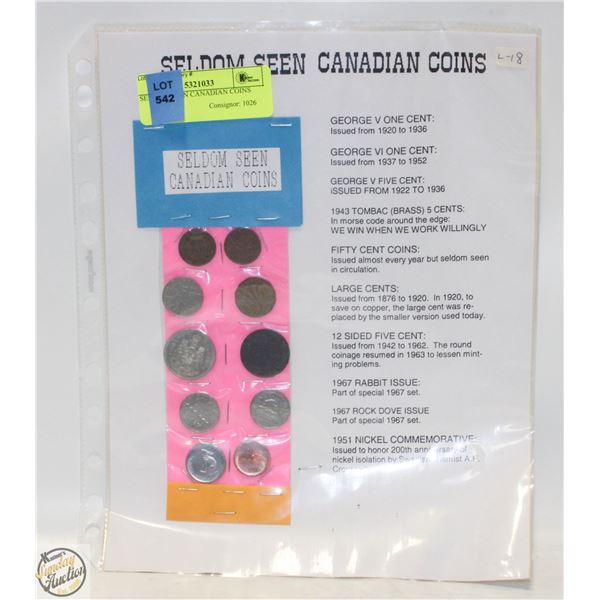 SELDOM SEEN CANADIAN COINS
L-18
5321033
LOT
542
CANADIAN COINS
Consignor: 1026
SELDOM SEEN
CANADIAN COINS
GEORGE V ONE CENT:
Issued from 1920 to 1936
GEORGE VI ONE CENT:
Issued from 1937 to 1952
GEORGE V FIVE CENT:
ISSUED FROM 1922 TO 1936
1943 TOMBAC (BRASS) 5 CENTS:
In morse code around the edge:
WE WIN WHEN WE WORK WILLINGLY
FIFTY CENT COINS:
Issued almost every year but seldom seen
in circulation.
LARGE CENTS:
Issued from 1876 to 1920. In 1920, to
save on copper, the large cent was re-
placed by the smaller version used today.
12 SIDED FIVE CENT:
Issued from 1942 to 1962. The round
coinage resumed in 1963 to lessen mint-
ing problems.
1967 RABBIT ISSUE:
Part of special 1967 set.
1967 ROCK DOVE ISSUE
Part of special 1967 set.
1951 NICKEL COMMEMORATIVE:
Issued to honor 200th anniversary of
nickel isolation by A.F.
Kastner's
Sunday
Auction